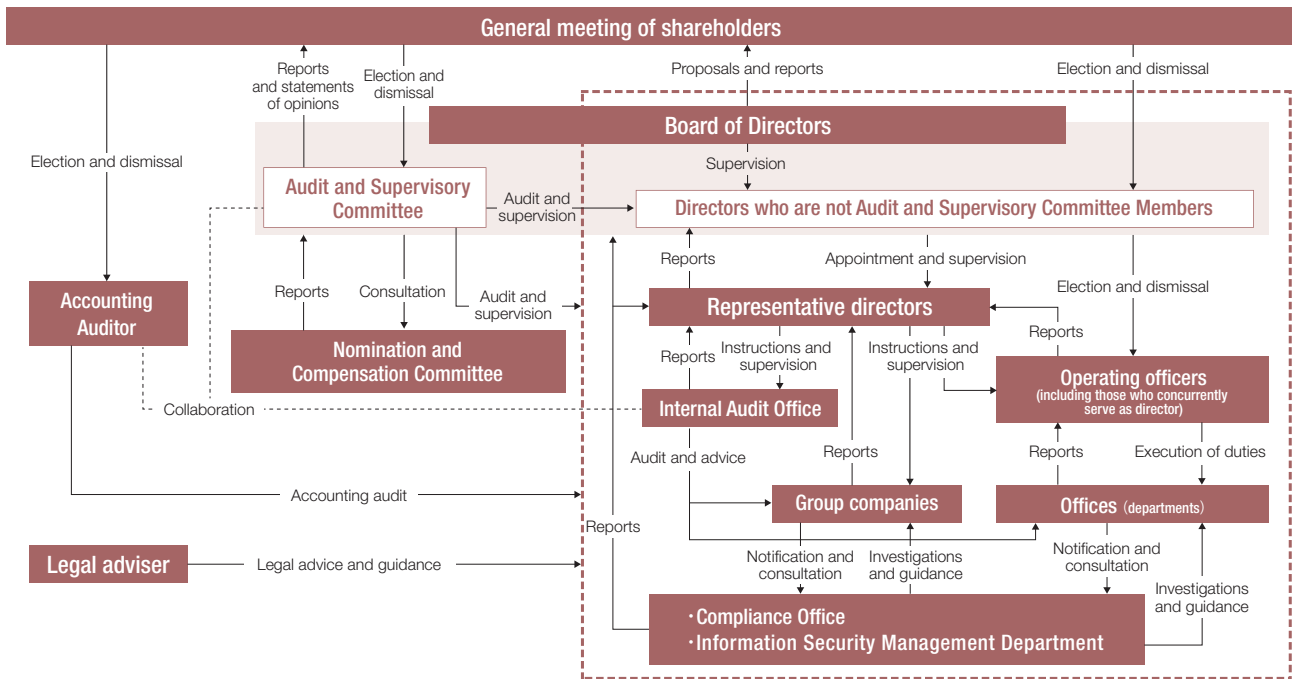 General meeting of shareholders
Reports
and statements
of opinions
Election and
dismissal
Proposals and reports
Election and dismissal
Board of Directors
Election and dismissal
Supervision
Audit and Supervisory
Committee
Audit and
supervision
Directors who are not Audit and Supervisory Committee Members
Reports
Appointment and supervision
Accounting
Auditor
Reports
Consultation
Audit and
supervision
Representative directors
Election and dismissal
Reports
Nomination and
Compensation Committee
Reports
Instructions and
supervision
Instructions and
supervision
Operating officers
(including those who concurrently
serve as director)
Collaboration
Internal Audit Office
Audit and advice
Reports
Reports
Execution of duties
Accounting audit
Group companies
Offices (departments)
Reports
Legal adviser
Legal advice and guidance
Notification and
consultation
Investigations
and guidance
Notification and
consultation
Investigations
and guidance
・Compliance Office
・Information Security Management Department